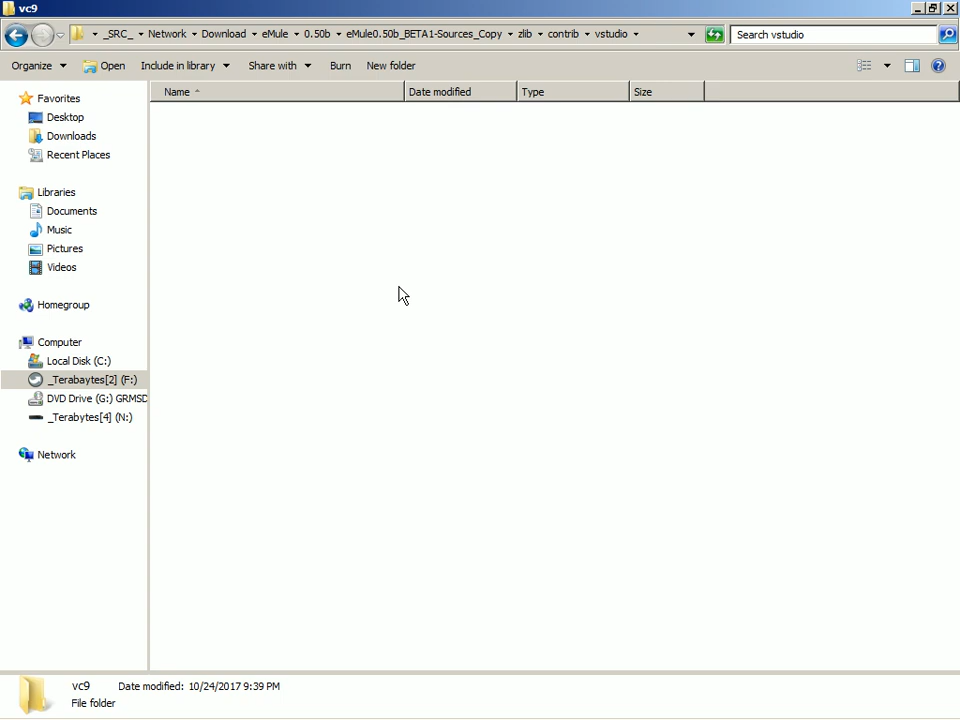 vc9
_SRC_ Network Download eMule 0.50b eMule0.50b_BETA1-Sources_Copy zlib contrib vstudio Search vstudio
Organize Open Include in library Share with Burn New folder
Name Date modified Type Size
Favorites
Desktop
Downloads
Recent Places
Libraries
Documents
Music
Pictures
Videos
Homegroup
Computer
Local Disk (C:)
_Terabaytes[2] (F:)
DVD Drive (G:) GRMSD
_Terabytes[4] (N:)
Network
vc9 Date modified: 10/24/2017 9:39 PM
File folder